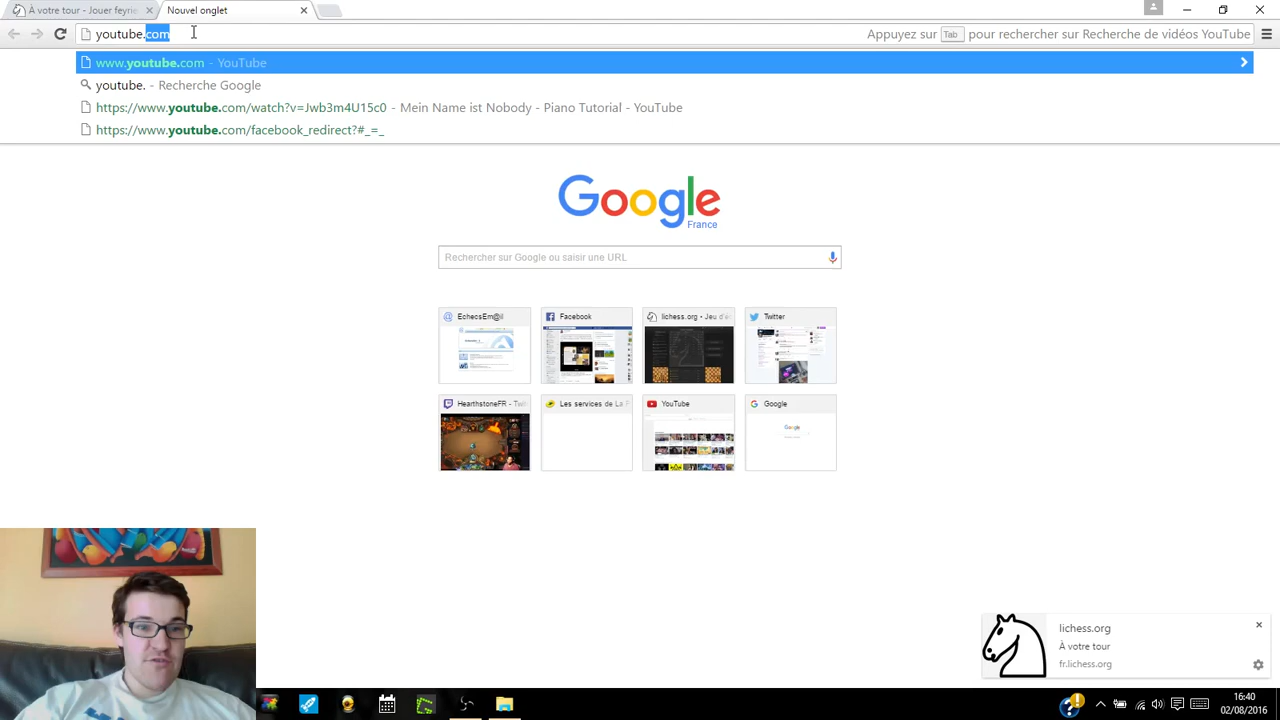 À votre tour - Jouer fevrie
Nouvel onglet
youtube.com
Appuyez sur Tab pour rechercher sur Recherche de vidéos YouTube
www.youtube.com - YouTube
youtube. - Recherche Google
https://www.youtube.com/watch?v=Jwb3m4U15c0 - Mein Name ist Nobody - Piano Tutorial - YouTube
https://www.youtube.com/facebook_redirect?#_=_
Google
France
Rechercher sur Google ou saisir une URL
EchecsEm@il
Facebook
lichess.org • Jeu d'é
Twitter
HearthstoneFR - Twi
Les services de La P
YouTube
Google
lichess.org
À votre tour
fr.lichess.org
16:40
02/08/2016